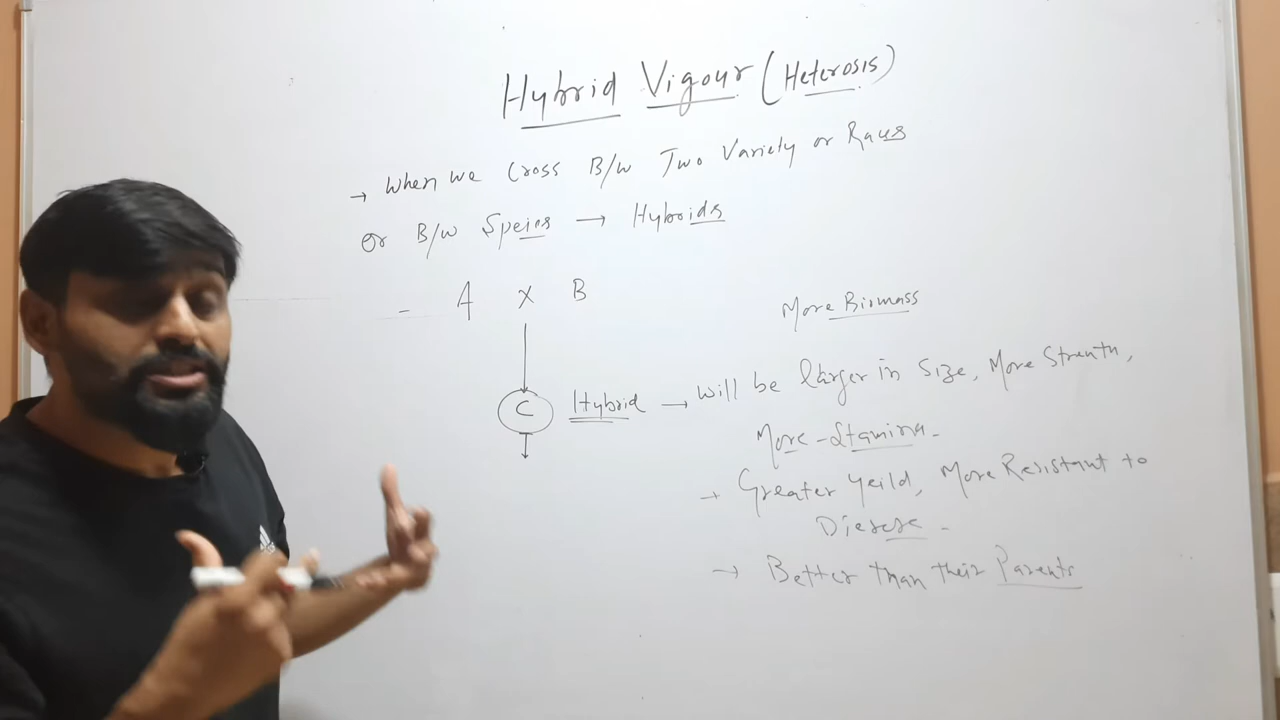 Hybrid Vigour (Heterosis)
→ When we Cross B/w Two Variety or Races
or B/w Speies → Hybrids
- A X B
More Biomass
C Hybrid → will be larger in Size, More Strenth,
More Stamina.
→ Greater Yeild, More Resistant to
Diesese.
→ Better than their Parents